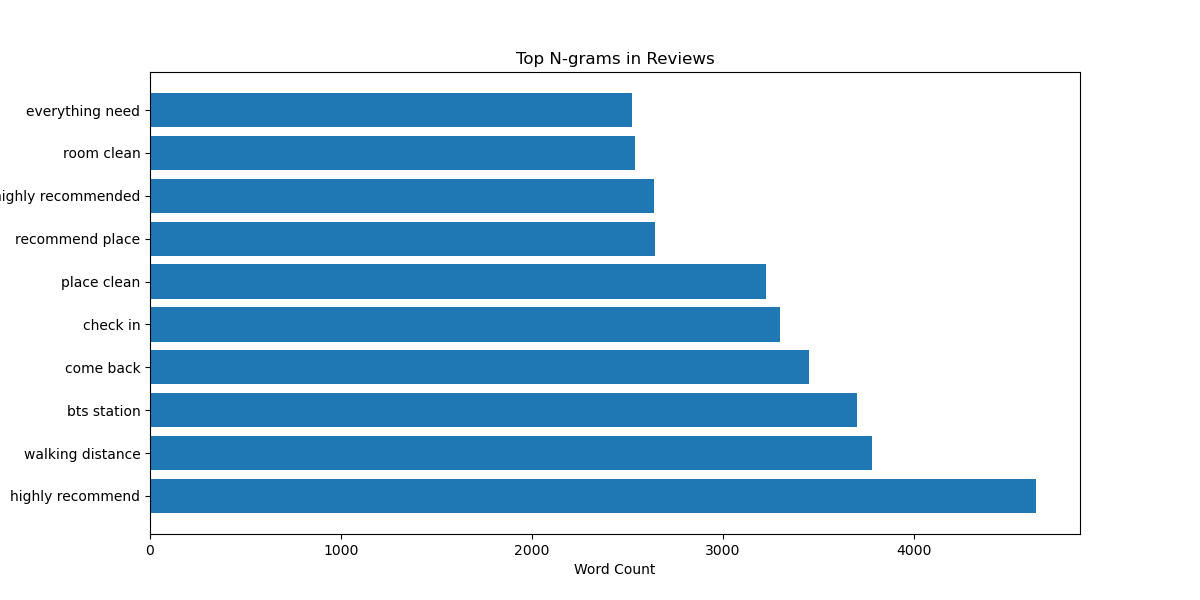 Top N-grams in Reviews
everything need
room clean
highly recommended
recommend place
place clean
check in
come back
bts station
walking distance
highly recommend
0 1000 2000 3000 4000
Word Count